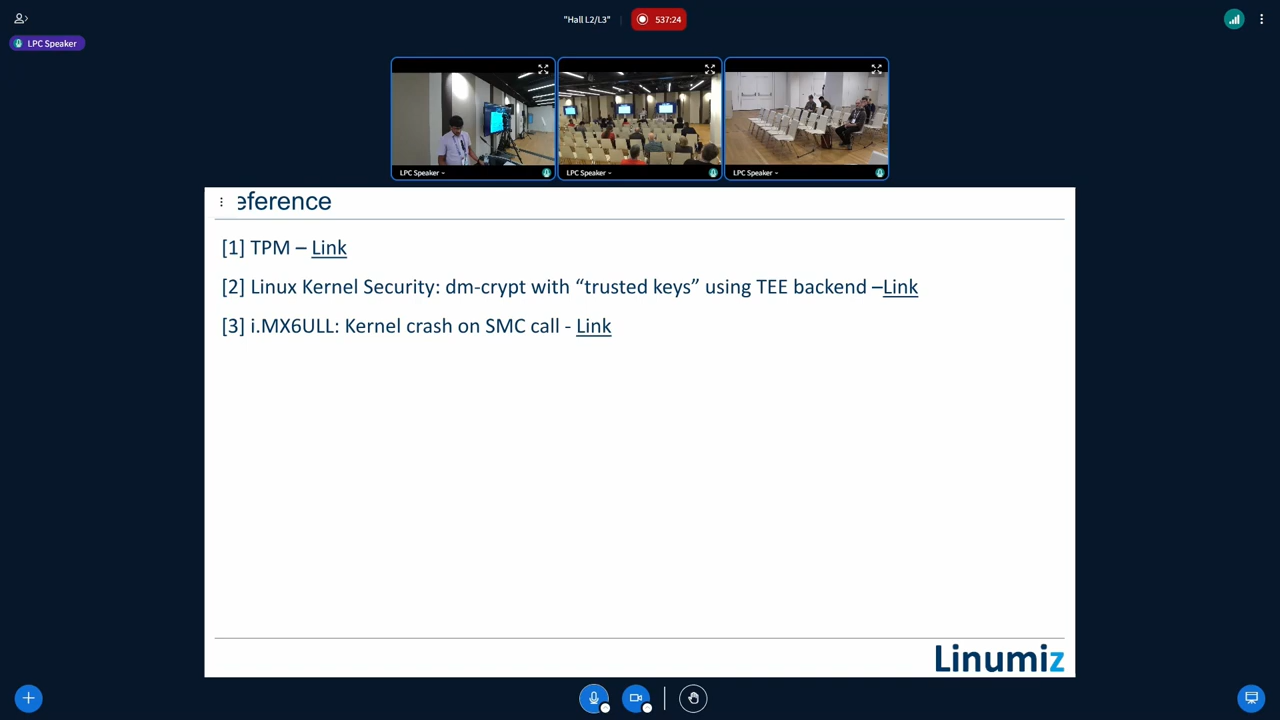 "Hall L2/L3"
537:24
LPC Speaker
LPC Speaker
LPC Speaker
LPC Speaker
eference
[1] TPM – Link
[2] Linux Kernel Security: dm-crypt with “trusted keys” using TEE backend –Link
[3] i.MX6ULL: Kernel crash on SMC call - Link
Linumiz